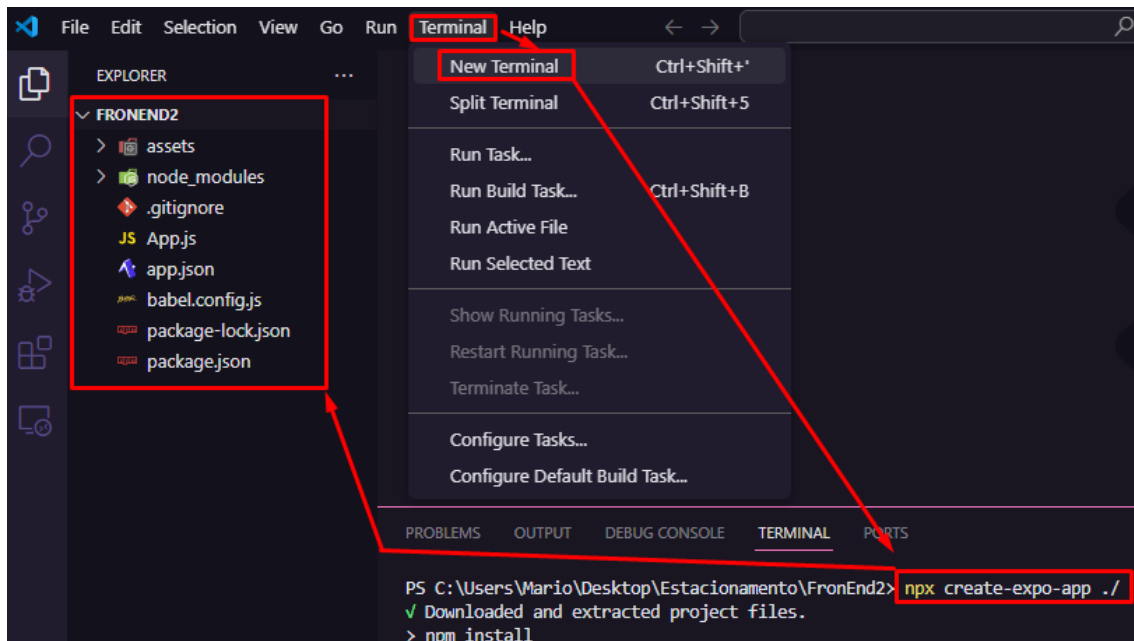 File Edit Selection View Go Run Terminal Help
EXPLORER ...
FRONEND2
assets
node_modules
.gitignore
JS App.js
app.json
babel.config.js
package-lock.json
package.json
New Terminal Ctrl+Shift+'
Split Terminal Ctrl+Shift+5
Run Task...
Run Build Task... Ctrl+Shift+B
Run Active File
Run Selected Text
Show Running Tasks...
Restart Running Task...
Terminate Task...
Configure Tasks...
Configure Default Build Task...
PROBLEMS OUTPUT DEBUG CONSOLE TERMINAL PORTS
PS C:\Users\Mario\Desktop\Estacionamento\FronEnd2> npx create-expo-app ./
√ Downloaded and extracted project files.
> npm install